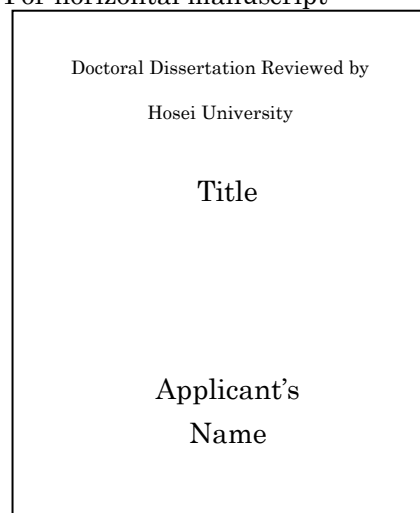 For horizontal manuscript
Doctoral Dissertation Reviewed by
Hosei University
Title
Applicant's
Name